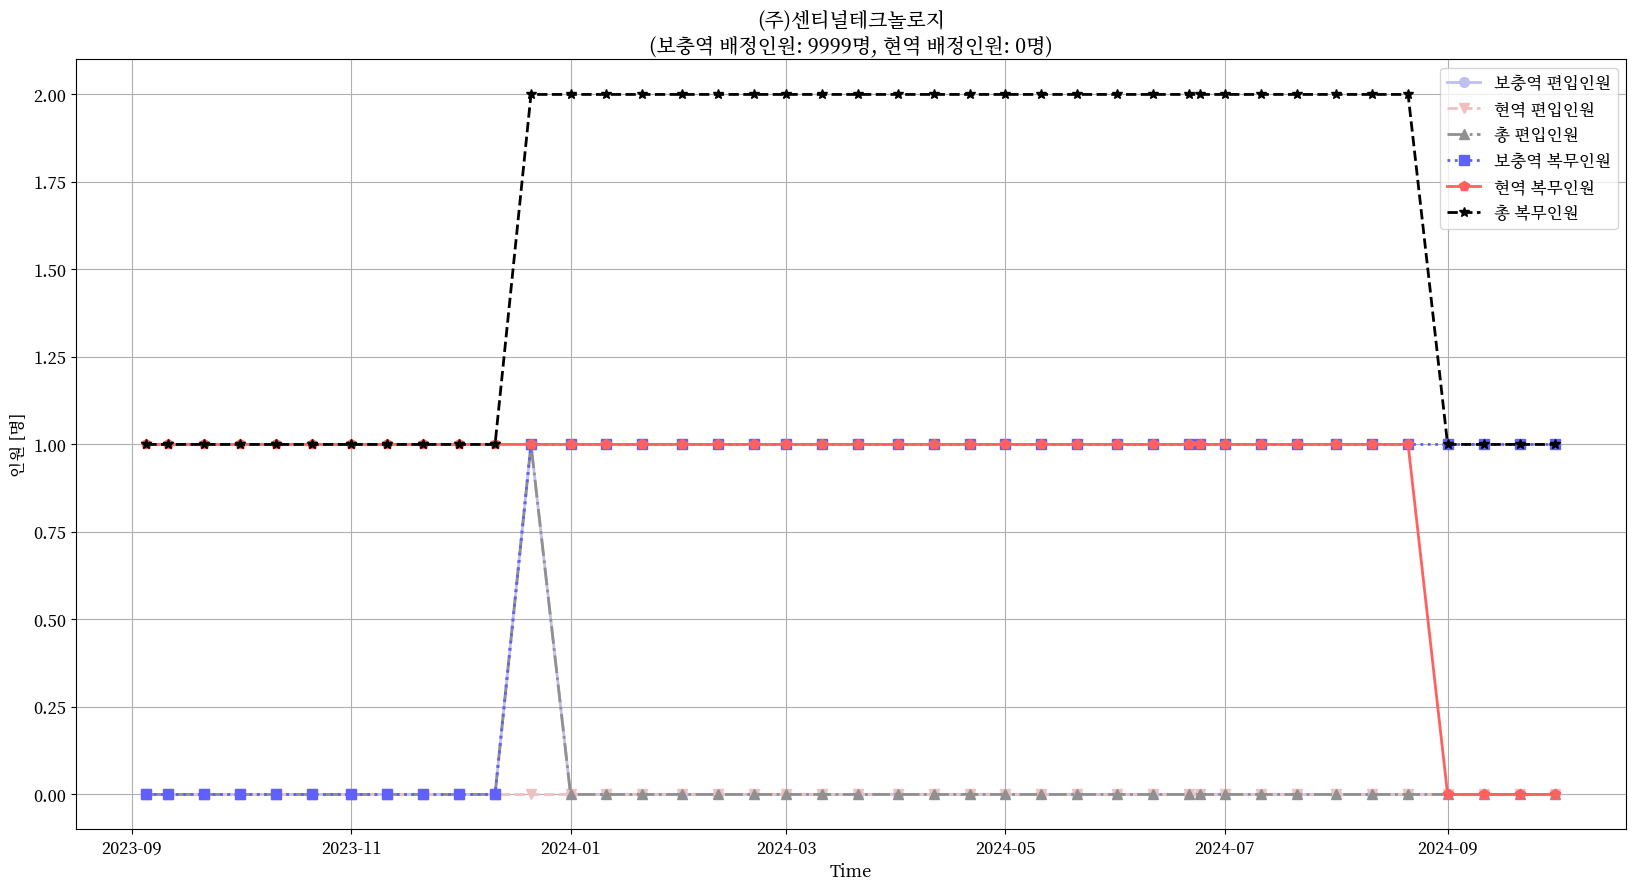 (주)센티널테크놀로지
(보충역 배정인원: 9999명, 현역 배정인원: 0명)
보충역 편입인원
현역 편입인원
총 편입인원
보충역 복무인원
현역 복무인원
총 복무인원
인원 [명]
2.00
1.75
1.50
1.25
1.00
0.75
0.50
0.25
0.00
2023-09
2023-11
2024-01
2024-03
2024-05
2024-07
2024-09
Time